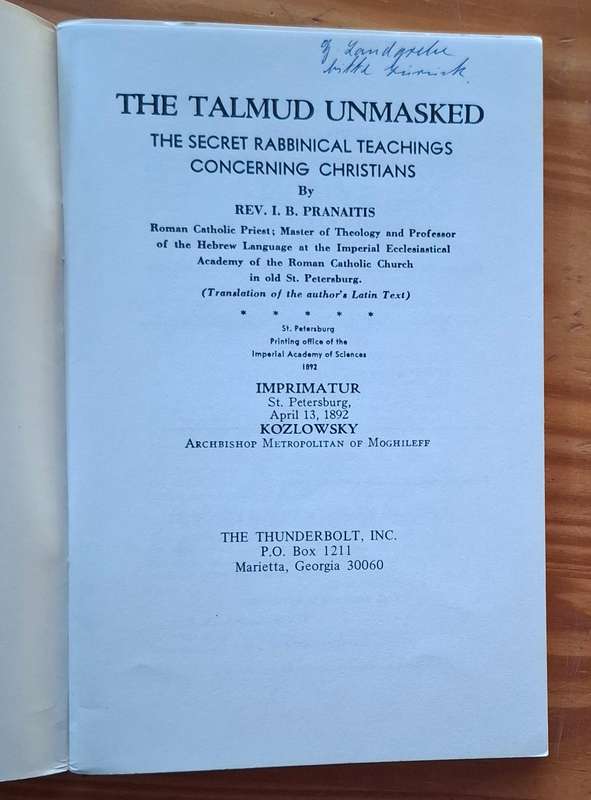 G. Landgrebe
bitte zurück.
THE TALMUD UNMASKED
THE SECRET RABBINICAL TEACHINGS
CONCERNING CHRISTIANS
By
REV. I. B. PRANAITIS
Roman Catholic Priest; Master of Theology and Professor
of the Hebrew Language at the Imperial Ecclesiastical
Academy of the Roman Catholic Church
in old St. Petersburg.
(Translation of the author's Latin Text)
* * * * *
St. Petersburg
Printing office of the
Imperial Academy of Sciences
1892
IMPRIMATUR
St. Petersburg,
April 13, 1892
KOZLOWSKY
ARCHBISHOP METROPOLITAN OF MOGHILEFF
THE THUNDERBOLT, INC.
P.O. Box 1211
Marietta, Georgia 30060